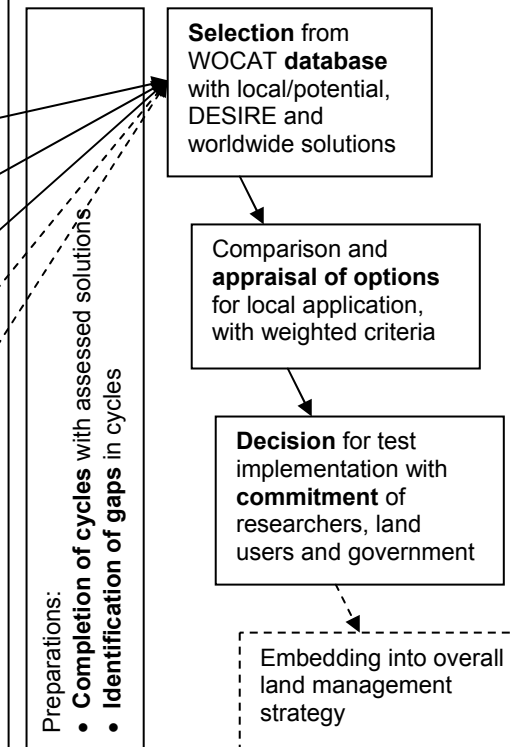 Preparations:
• Completion of cycles with assessed solutions
• Identification of gaps in cycles
Selection from
WOCAT database
with local/potential,
DESIRE and
worldwide solutions
Comparison and
appraisal of options
for local application,
with weighted criteria
Decision for test
implementation with
commitment of
researchers, land
users and government
Embedding into overall
land management
strategy